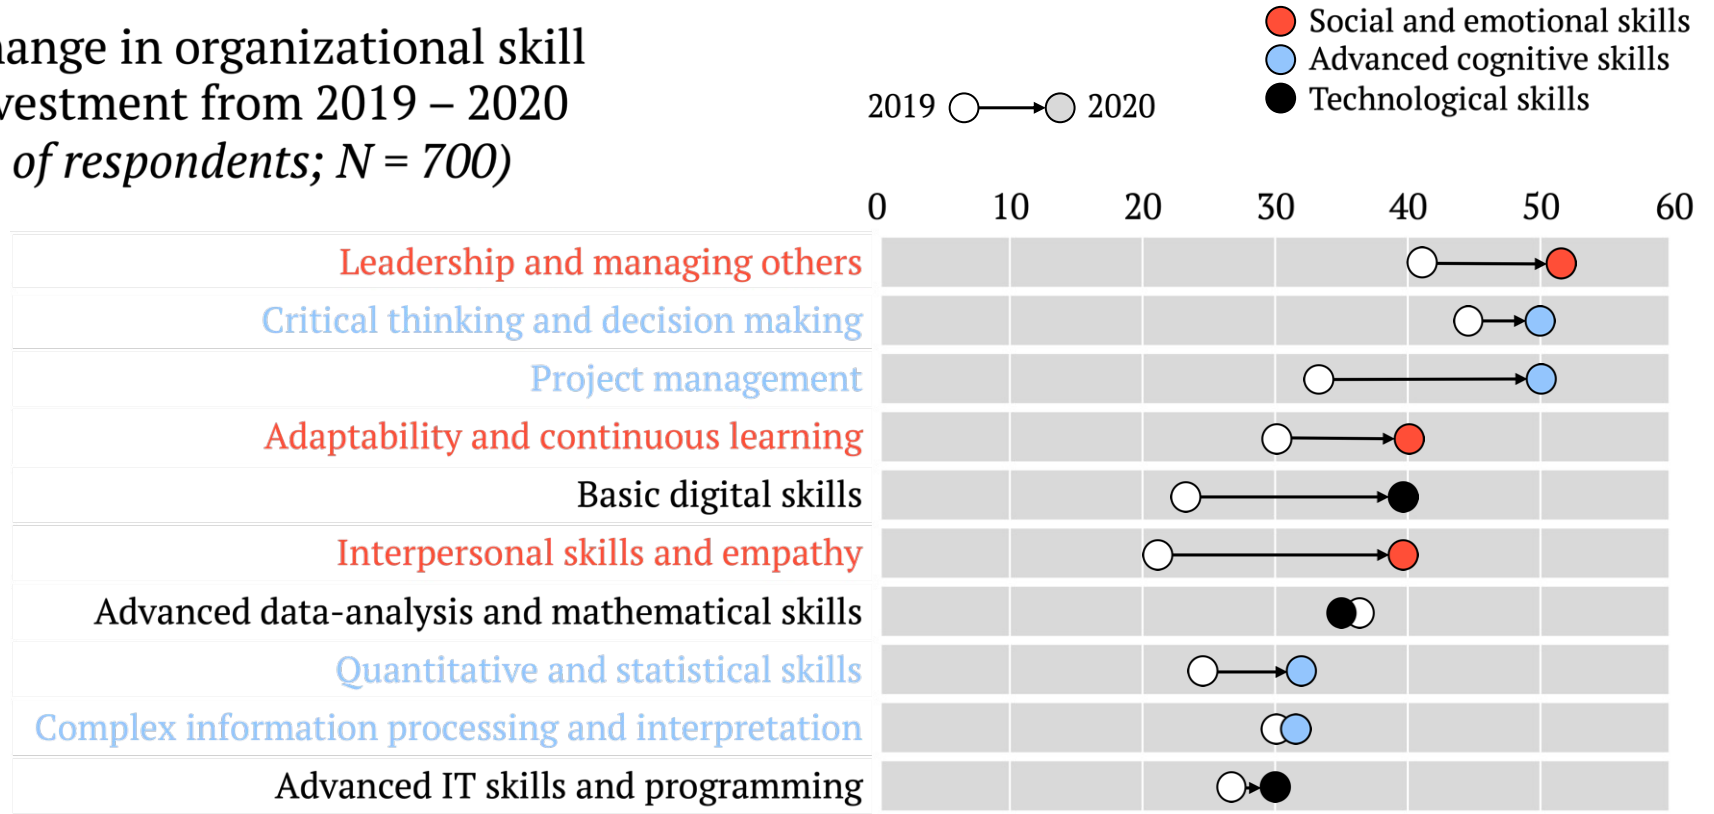 ange in organizational skill
vestment from 2019 – 2020
of respondents; N = 700)
2019
2020
Social and emotional skills
Advanced cognitive skills
Technological skills
0 10 20 30 40 50 60
Leadership and managing others
Critical thinking and decision making
Project management
Adaptability and continuous learning
Basic digital skills
Interpersonal skills and empathy
Advanced data-analysis and mathematical skills
Quantitative and statistical skills
Complex information processing and interpretation
Advanced IT skills and programming